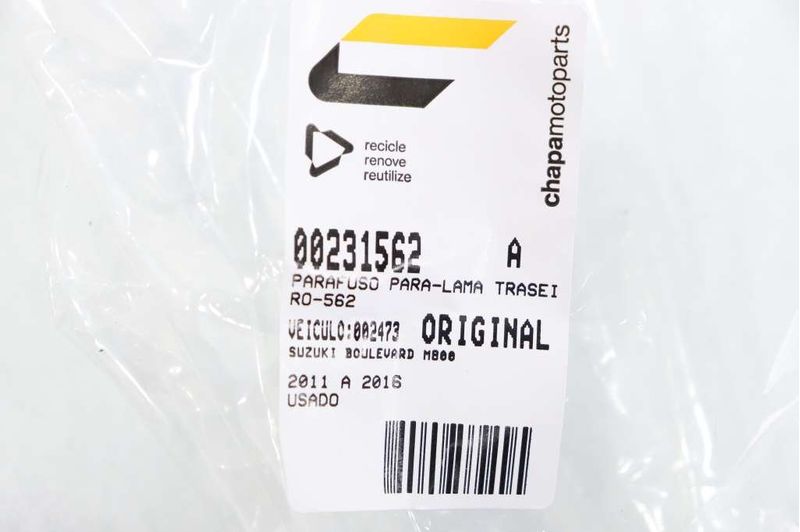 chapamotoparts
recicle
renove
reutilize
00231562 A
PARAFUSO PARA-LAMA TRASEI
RO-562
VEICULO:002473 ORIGINAL
SUZUKI BOULEVARD M800
2011 A 2016
USADO